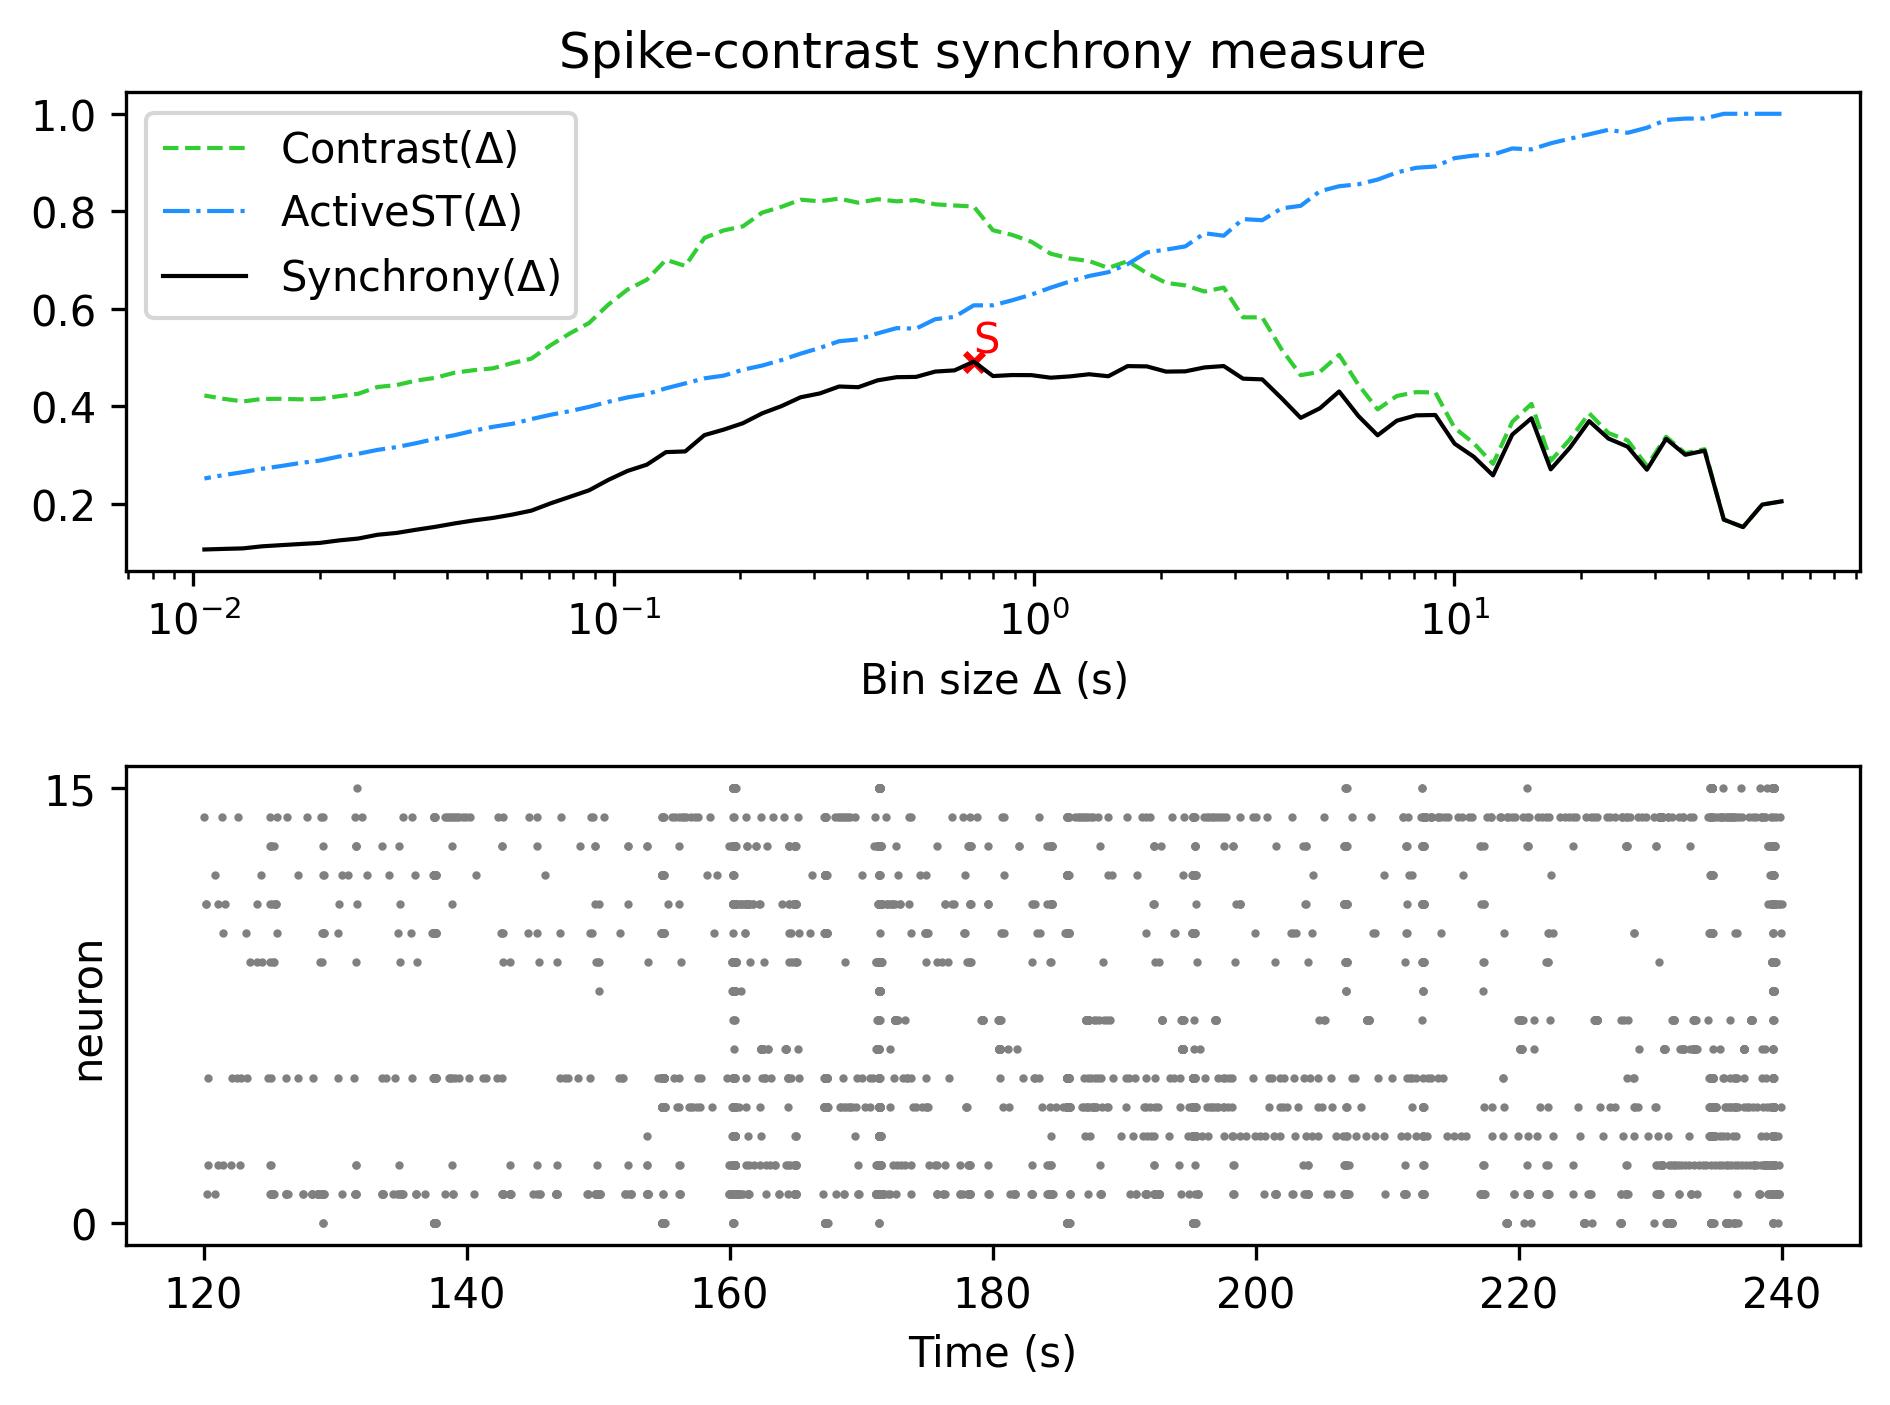 Spike-contrast synchrony measure
1.0
0.8
0.6
0.4
0.2
Contrast(Δ)
ActiveST(Δ)
Synchrony(Δ)
S
10⁻² 10⁻¹ 10⁰ 10¹
Bin size Δ (s)
15
0
neuron
120 140 160 180 200 220 240
Time (s)